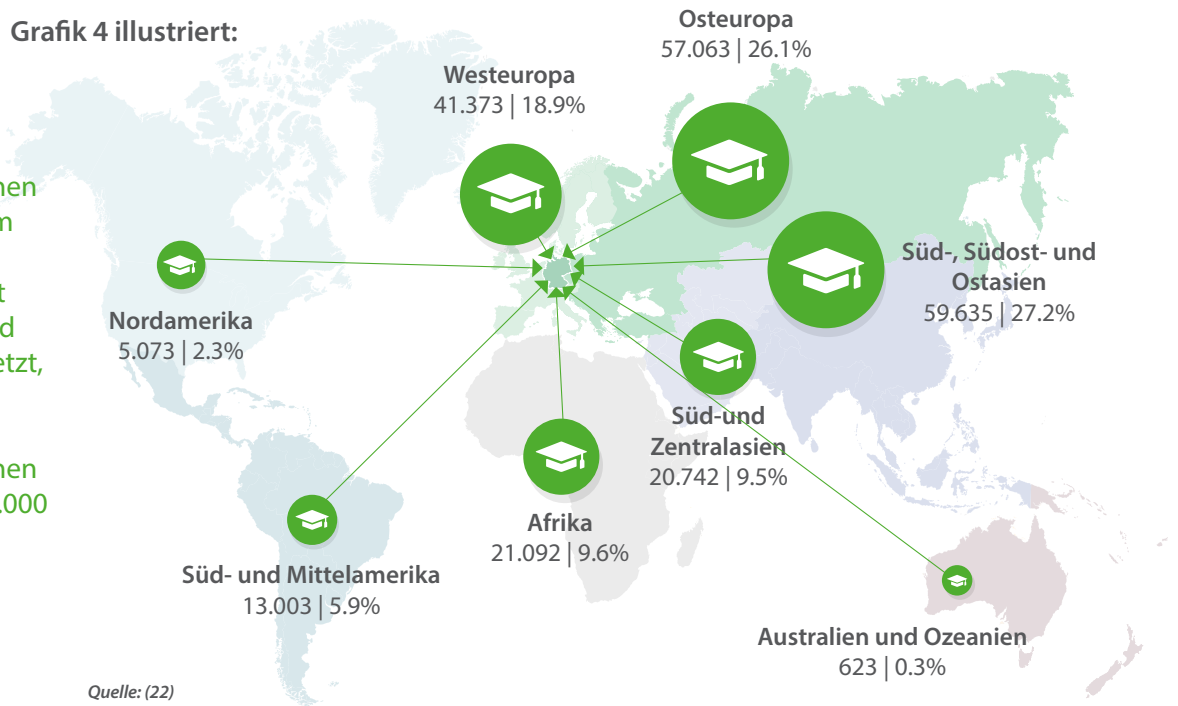 Grafik 4 illustriert:
Osteuropa
57.063 | 26.1%
Westeuropa
41.373 | 18.9%
Süd-, Südost- und
Ostasien
59.635 | 27.2%
Nordamerika
5.073 | 2.3%
Süd-und
Zentralasien
20.742 | 9.5%
Afrika
21.092 | 9.6%
Süd- und Mittelamerika
13.003 | 5.9%
Australien und Ozeanien
623 | 0.3%
Quelle: (22)